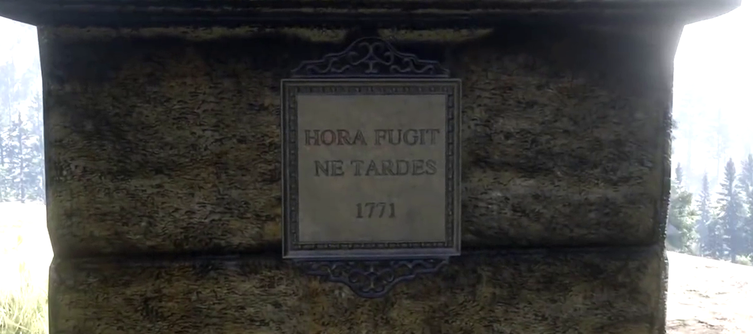 HORA FUGIT
NE TARDES
1771